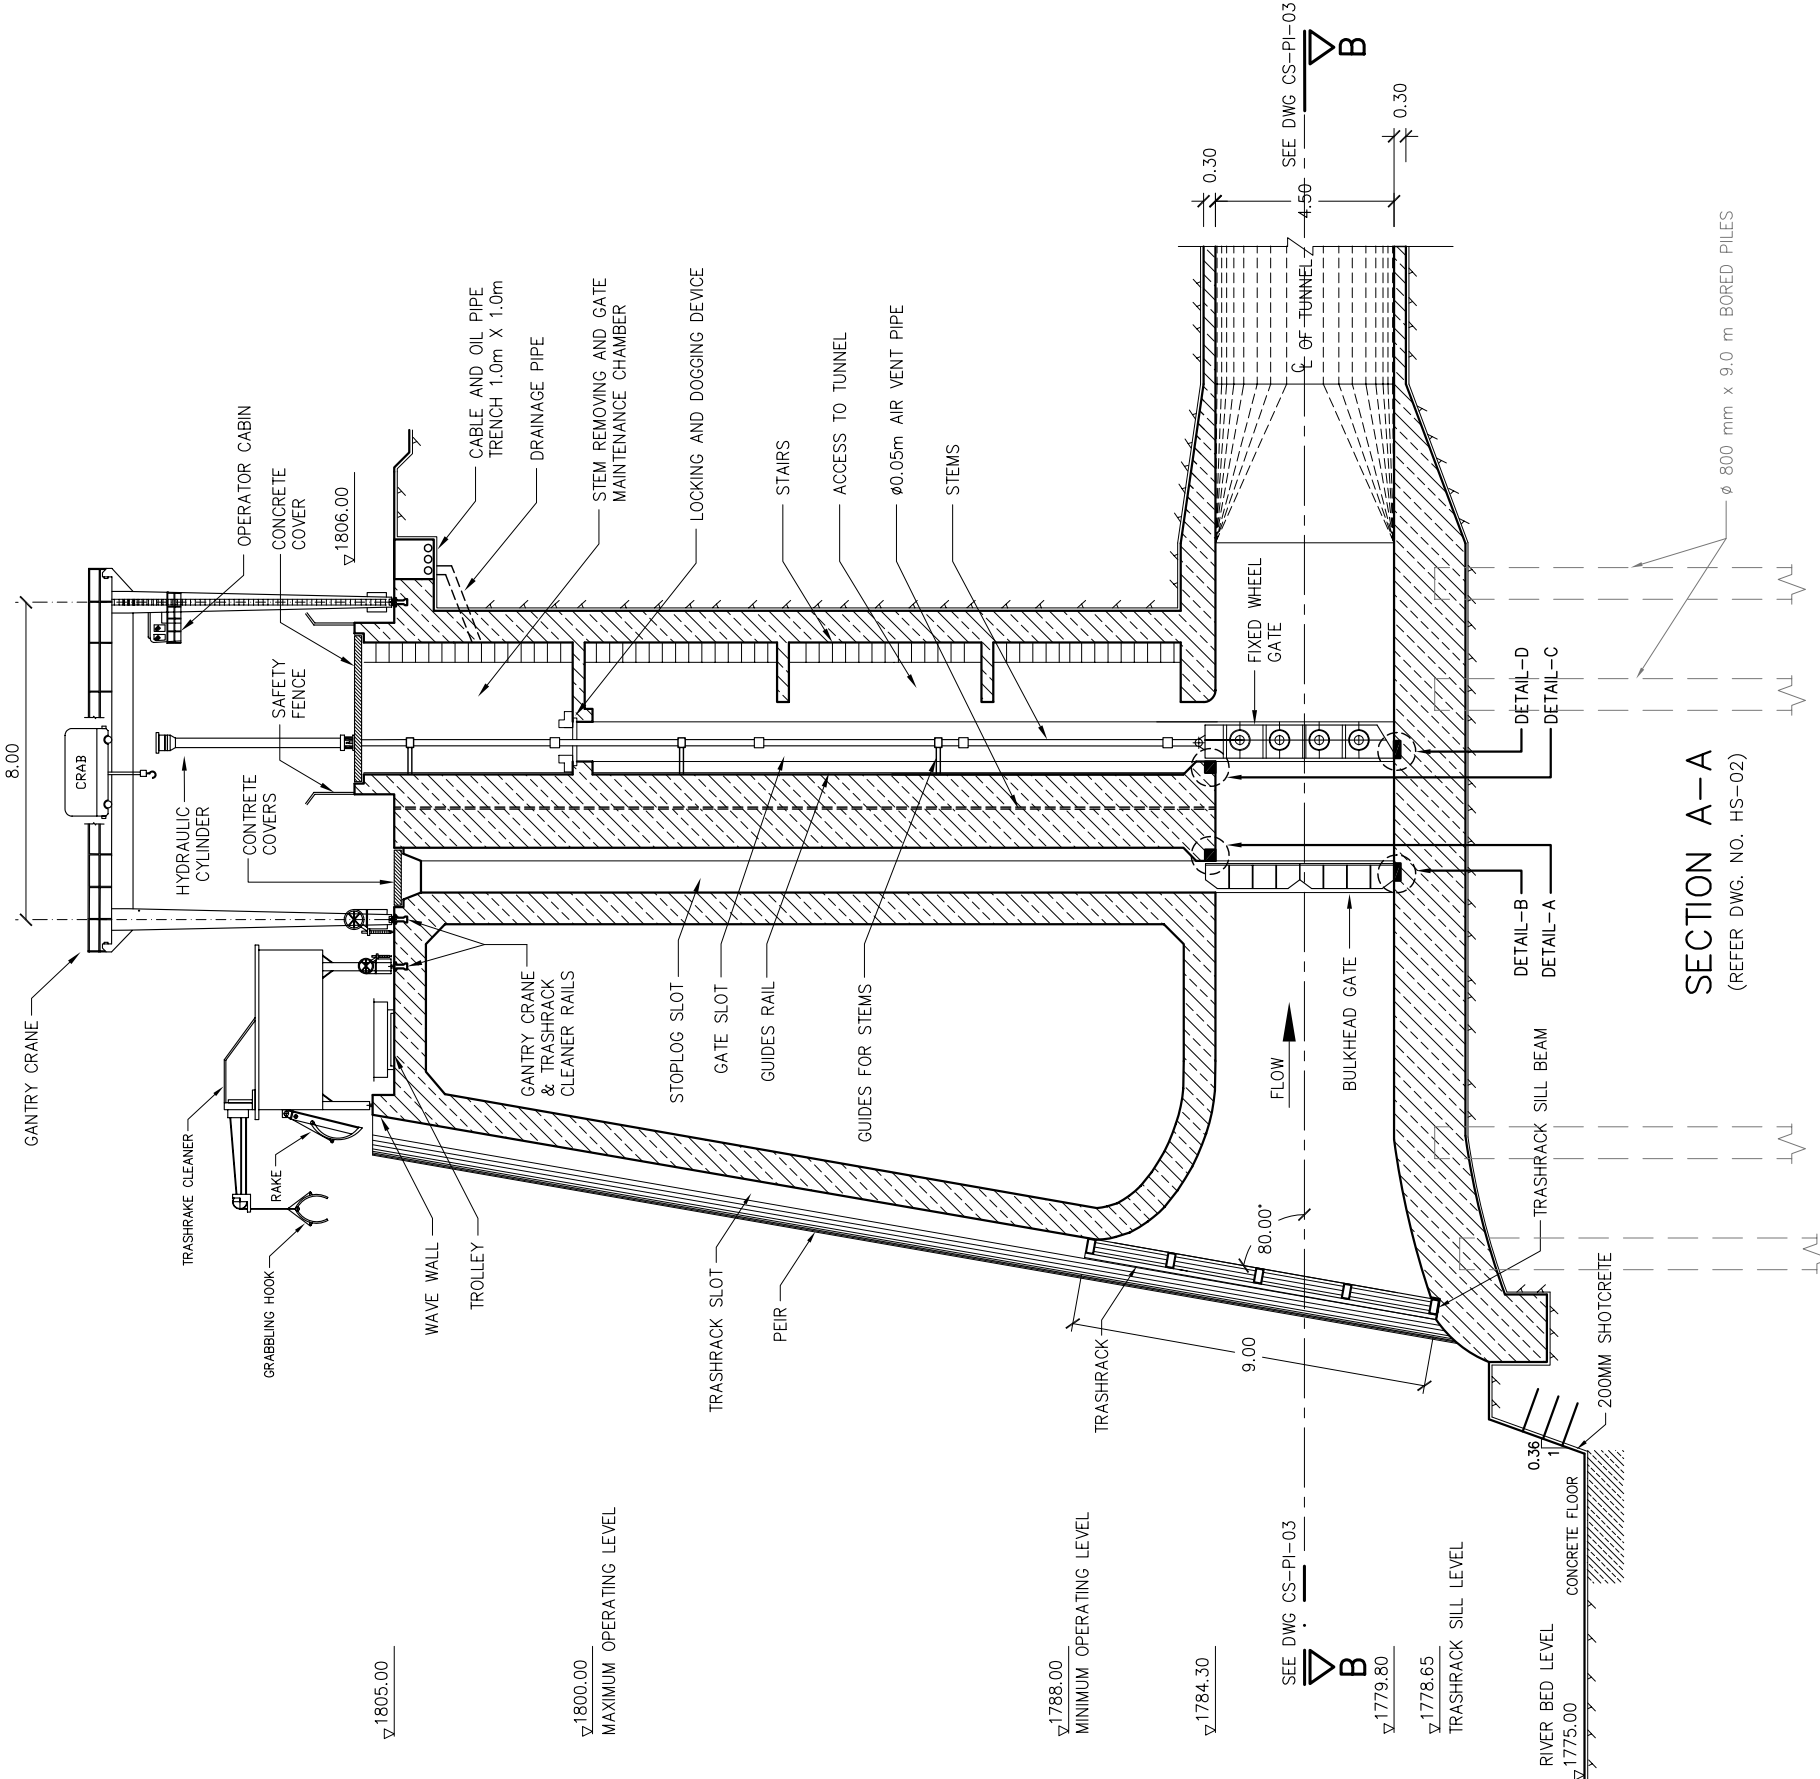 8.00
GANTRY CRANE
CRAB
OPERATOR CABIN
CONCRETE
COVER
▽1806.00
SAFETY
FENCE
HYDRAULIC
CYLINDER
CONTRETE
COVERS
TRASHRAKE CLEANER
RAKE
GRABBLING HOOK
CABLE AND OIL PIPE
TRENCH 1.0m X 1.0m
DRAINAGE PIPE
STEM REMOVING AND GATE
MAINTENANCE CHAMBER
LOCKING AND DOGGING DEVICE
STAIRS
ACCESS TO TUNNEL
ø0.05m AIR VENT PIPE
STEMS
WAVE WALL
TROLLEY
GANTRY CRANE
& TRASHRACK
CLEANER RAILS
STOPLOG SLOT
GATE SLOT
GUIDES RAIL
GUIDES FOR STEMS
TRASHRACK SLOT
PEIR
TRASHRACK
9.00
80.00°
FLOW
BULKHEAD GATE
FIXED WHEEL
GATE
℄ OF TUNNEL
0.30
4.50
0.30
SEE DWG CS-PI-03
B
SEE DWG CS-PI-03
B
DETAIL-D
DETAIL-C
DETAIL-B
DETAIL-A
TRASHRACK SILL BEAM
200MM SHOTCRETE
0.36
1
CONCRETE FLOOR
ø 800 mm x 9.0 m BORED PILES
▽1805.00
▽1800.00
MAXIMUM OPERATING LEVEL
▽1788.00
MINIMUM OPERATING LEVEL
▽1784.30
▽1779.80
▽1778.65
TRASHRACK SILL LEVEL
RIVER BED LEVEL
▽1775.00
SECTION A-A
(REFER DWG. NO. HS-02)